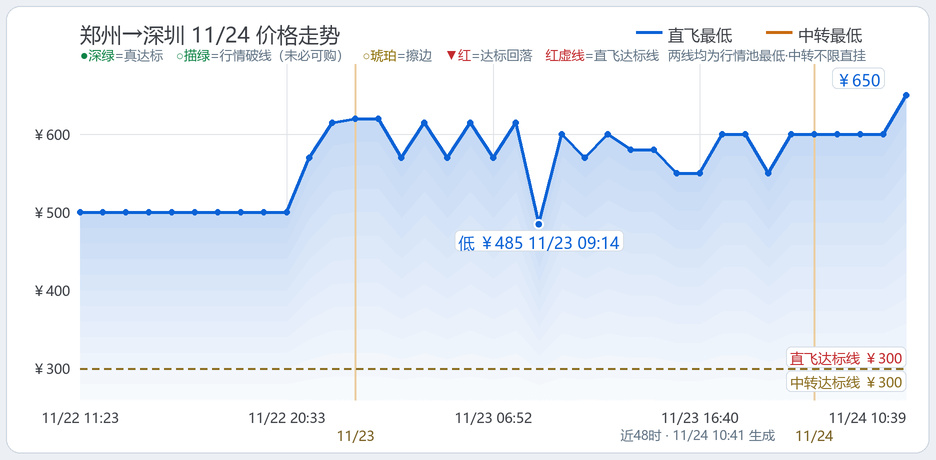 郑州→深圳 11/24 价格走势
直飞最低
中转最低
●深绿=真达标 ○描绿=行情破线（未必可购） ○琥珀=擦边 ▼红=达标回落 红虚线=直飞达标线 两线均为行情池最低·中转不限直挂
￥650
￥600
￥500
低 ￥485 11/23 09:14
￥400
直飞达标线 ￥300
￥300
中转达标线 ￥300
11/22 11:23
11/22 20:33
11/23 06:52
11/23 16:40
11/24 10:39
11/23
近48时 · 11/24 10:41 生成
11/24